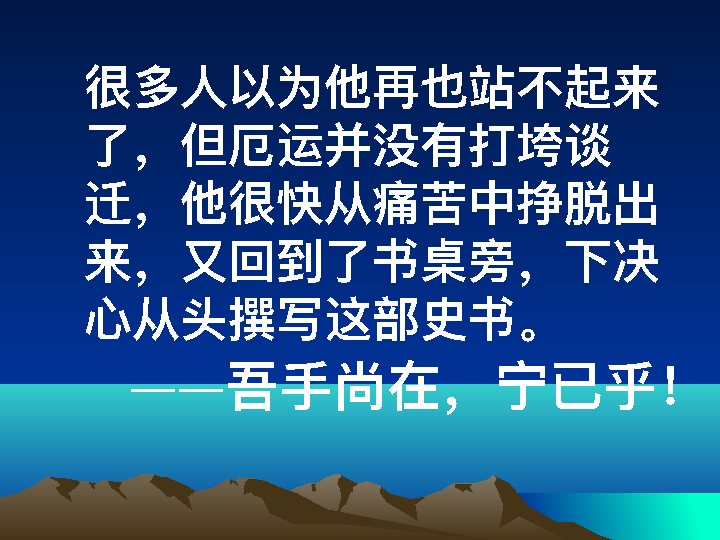 很多人以为他再也站不起来
了，但厄运并没有打垮谈
迁，他很快从痛苦中挣脱出
来，又回到了书桌旁，下决
心从头撰写这部史书。
——吾手尚在，宁已乎！